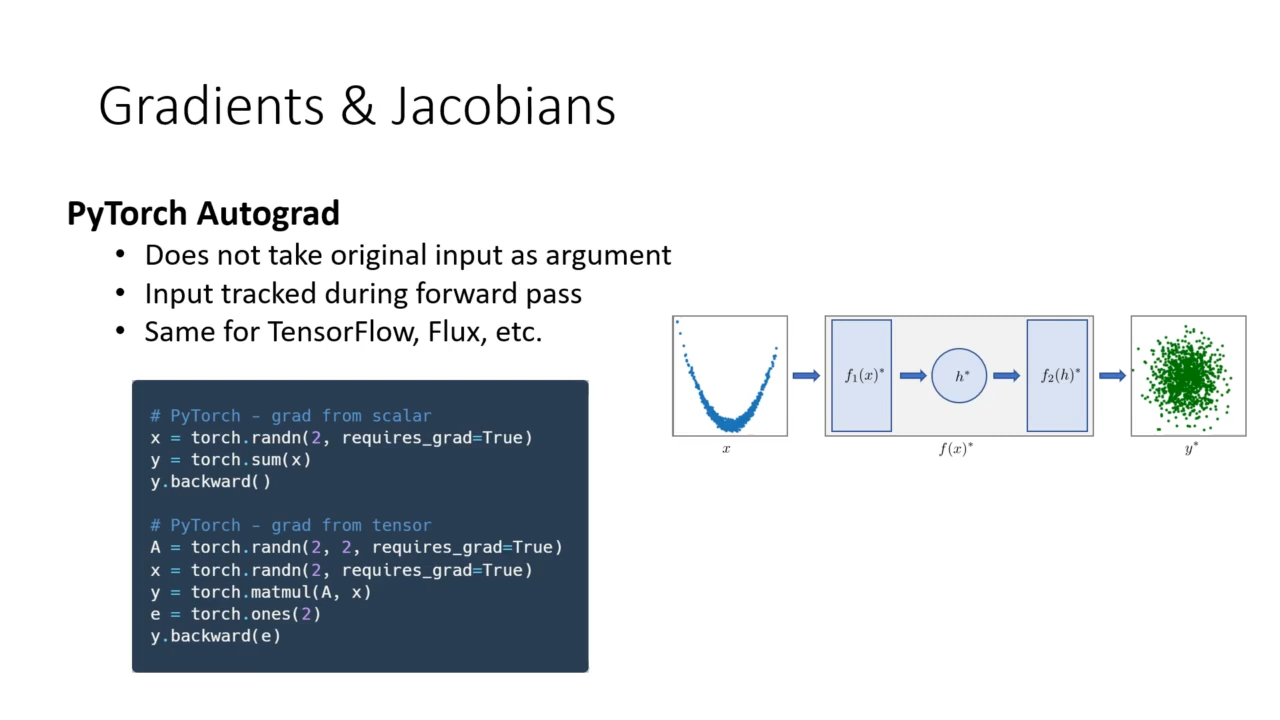 Gradients & Jacobians
PyTorch Autograd
• Does not take original input as argument
• Input tracked during forward pass
• Same for TensorFlow, Flux, etc.
# PyTorch - grad from scalar
x = torch.randn(2, requires_grad=True)
y = torch.sum(x)
y.backward()
# PyTorch - grad from tensor
A = torch.randn(2, 2, requires_grad=True)
x = torch.randn(2, requires_grad=True)
y = torch.matmul(A, x)
e = torch.ones(2)
y.backward(e)
f₁(x)* h* f₂(h)*
x f(x)* y*